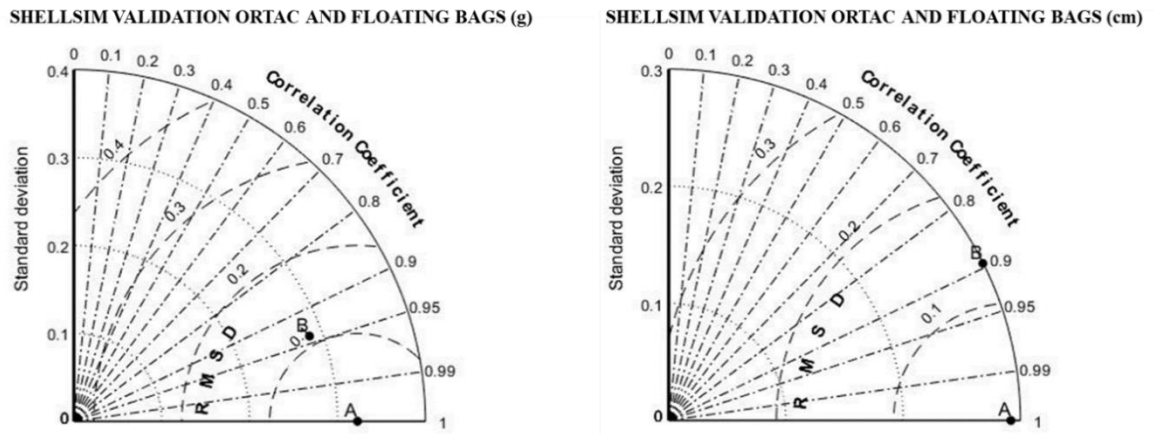 SHELLSIM VALIDATION ORTAC AND FLOATING BAGS (g)
0 0.1 0.2 0.3 0.4 0.5 0.6 0.7 0.8 0.9 0.95 0.99 1
Correlation Coefficient
Standard deviation
0.4
0.3
0.2
0.1
0
0.4
0.3
0.2
0.
RMSD
B
A
SHELLSIM VALIDATION ORTAC AND FLOATING BAGS (cm)
0 0.1 0.2 0.3 0.4 0.5 0.6 0.7 0.8 0.9 0.95 0.99 1
Correlation Coefficient
Standard deviation
0.3
0.2
0.1
0
0.3
0.2
0.1
RMSD
B
A